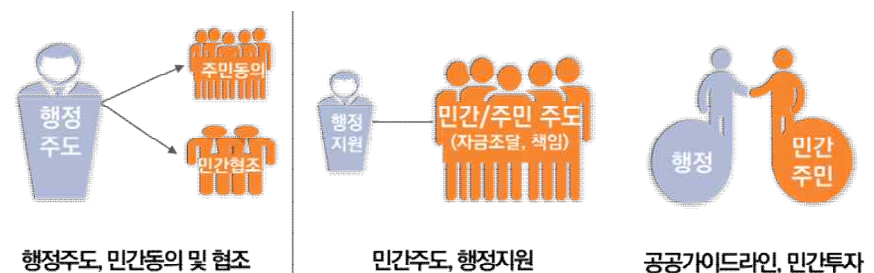 행정
주도
주민동의
민간협조
행정주도, 민간동의 및 협조
행정
지원
민간/주민 주도
(자금조달, 책임)
민간주도, 행정지원
행정
민간
주민
공공가이드라인, 민간투자